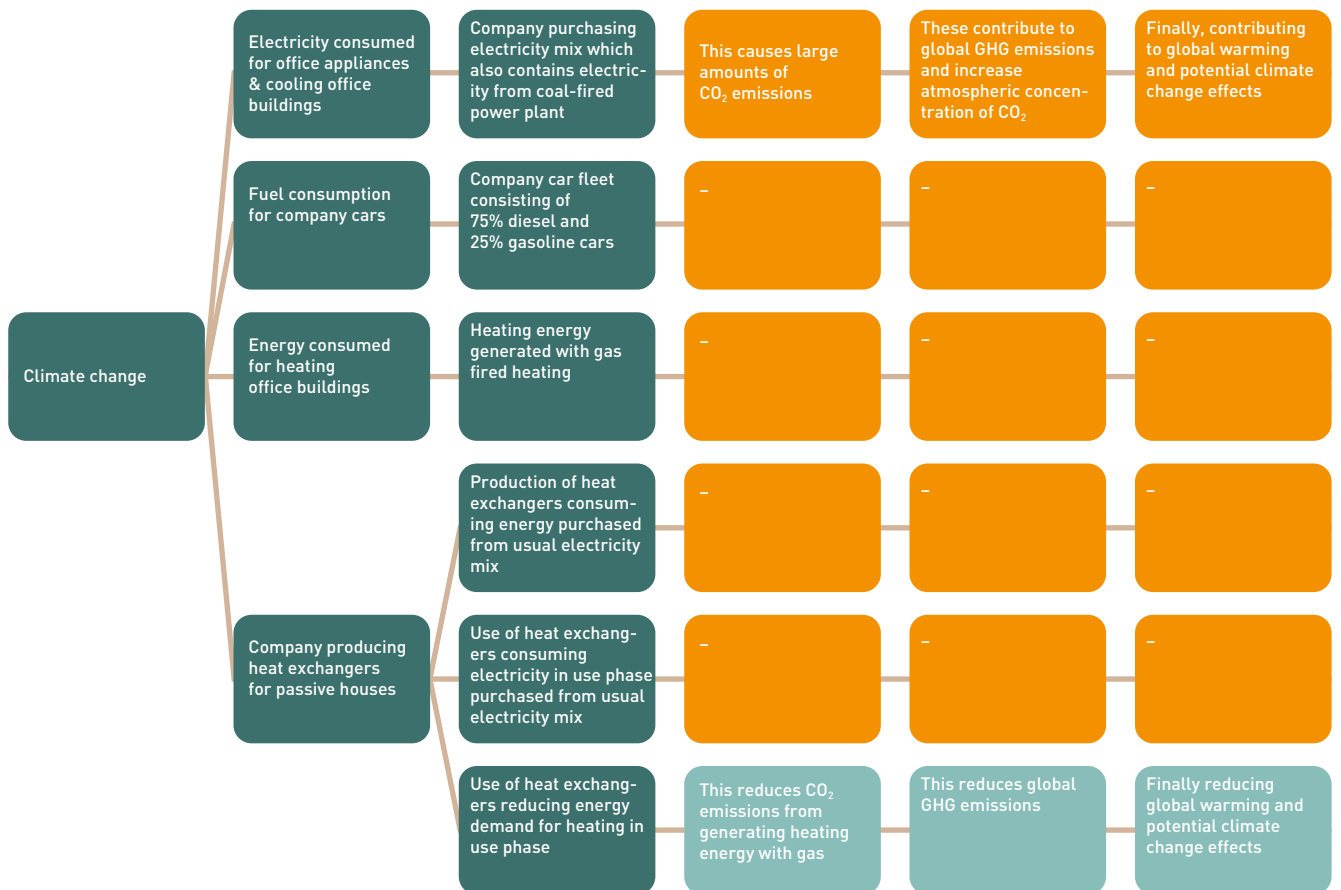 Electricity consumed
for office appliances
& cooling office
buildings
Company purchasing
electricity mix which
also contains electric-
ity from coal-fired
power plant
This causes large
amounts of
CO₂ emissions
These contribute to
global GHG emissions
and increase
atmospheric concen-
tration of CO₂
Finally, contributing
to global warming
and potential climate
change effects
Fuel consumption
for company cars
Company car fleet
consisting of
75% diesel and
25% gasoline cars
–
–
–
Climate change
Energy consumed
for heating
office buildings
Heating energy
generated with gas
fired heating
–
–
–
Production of heat
exchangers consum-
ing energy purchased
from usual electricity
mix
–
–
–
Company producing
heat exchangers
for passive houses
Use of heat exchang-
ers consuming
electricity in use phase
purchased from usual
electricity mix
–
–
–
Use of heat exchang-
ers reducing energy
demand for heating in
use phase
This reduces CO₂
emissions from
generating heating
energy with gas
This reduces global
GHG emissions
Finally reducing
global warming and
potential climate
change effects